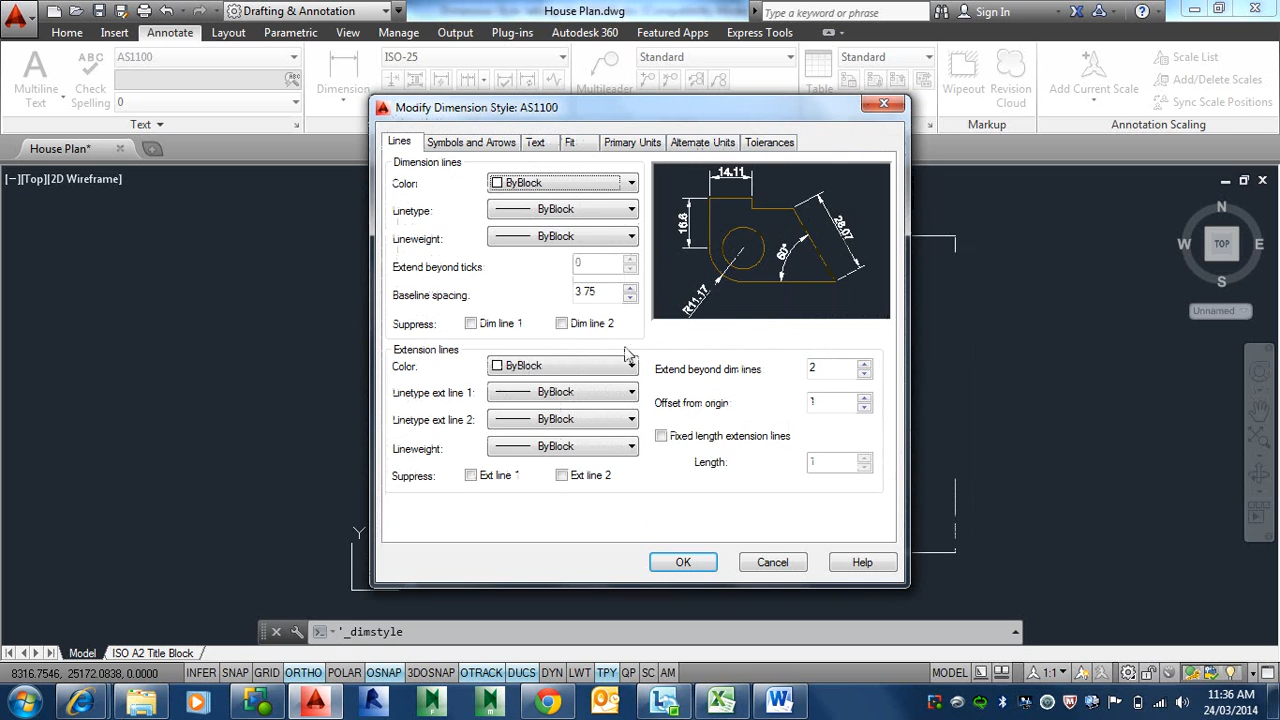 Drafting & Annotation
House Plan.dwg
Type a keyword or phrase
Sign In
Home Insert Annotate Layout Parametric View Manage Output Plug-ins Autodesk 360 Featured Apps Express Tools
A ABC AS1100 ISO-25 Standard Standard Scale List
Multiline Text Check Spelling Dimension Multileader Table Wipeout Revision Cloud Add Current Scale Add/Delete Scales
0 Sync Scale Positions
Text Markup Annotation Scaling
House Plan*
[−][Top][2D Wireframe]
Modify Dimension Style: AS1100
Lines Symbols and Arrows Text Fit Primary Units Alternate Units Tolerances
Dimension lines
Color: ByBlock
Linetype: ByBlock
Lineweight: ByBlock
Extend beyond ticks 0
Baseline spacing. 3 75
Suppress: Dim line 1 Dim line 2
14.11
16.6
28.07
60°
R11.17
Extension lines
Color. ByBlock
Linetype ext line 1: ByBlock
Linetype ext line 2: ByBlock
Lineweight: ByBlock
Suppress: Ext line 1 Ext line 2
Extend beyond dim lines 2
Offset from origin: 1
Fixed length extension lines
Length: 1
OK Cancel Help
N
W TOP E
S
Unnamed
Y
'_dimstyle
Model ISO A2 Title Block
8316.7546, 25172.0838, 0.0000 INFER SNAP GRID ORTHO POLAR OSNAP 3DOSNAP OTRACK DUCS DYN LWT TPY QP SC AM MODEL 1:1
11:36 AM
24/03/2014